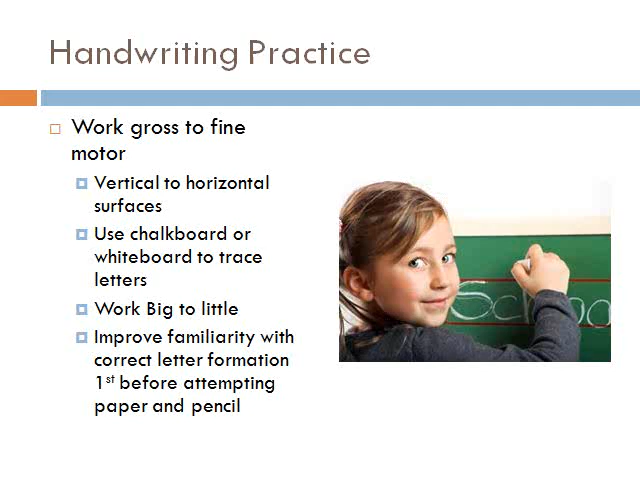 Handwriting Practice
Work gross to fine
motor
Vertical to horizontal
surfaces
Use chalkboard or
whiteboard to trace
letters
Work Big to little
Improve familiarity with
correct letter formation
1st before attempting
paper and pencil
Schoo